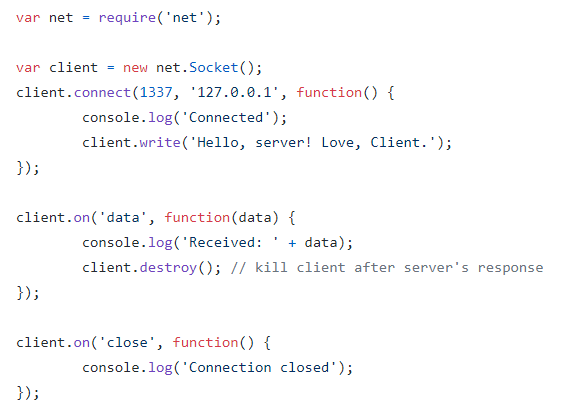 var net = require('net');

var client = new net.Socket();
client.connect(1337, '127.0.0.1', function() {
        console.log('Connected');
        client.write('Hello, server! Love, Client.');
});

client.on('data', function(data) {
        console.log('Received: ' + data);
        client.destroy(); // kill client after server's response
});

client.on('close', function() {
        console.log('Connection closed');
});